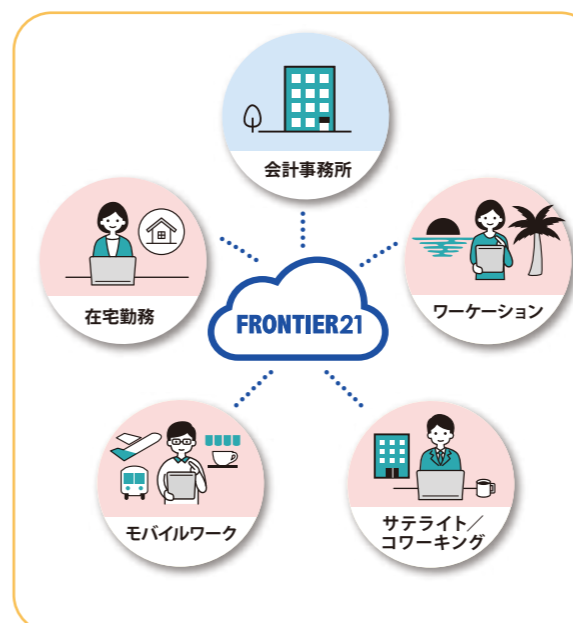 会計事務所
在宅勤務
ワーケーション
FRONTIER21
モバイルワーク
サテライト／
コワーキング